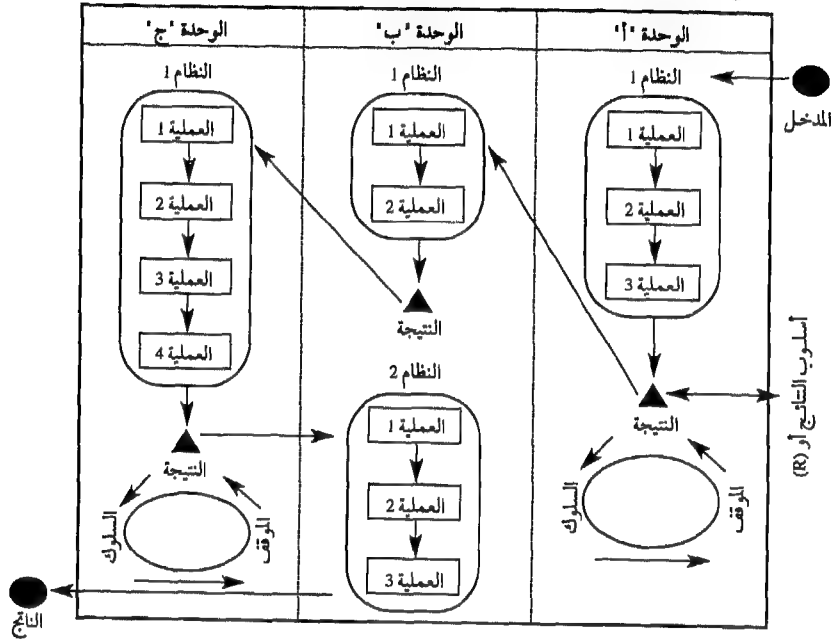 الوحدة "أ"
الوحدة "ب"
الوحدة "ج"
المدخل
النظام 1
العملية 1
العملية 2
العملية 3
النتيجة
السلوك
الموقف
أسلوب النتائج أو (R)
النظام 1
العملية 1
العملية 2
النتيجة
النظام 2
العملية 1
العملية 2
العملية 3
النظام 1
العملية 1
العملية 2
العملية 3
العملية 4
النتيجة
السلوك
الموقف
الناتج